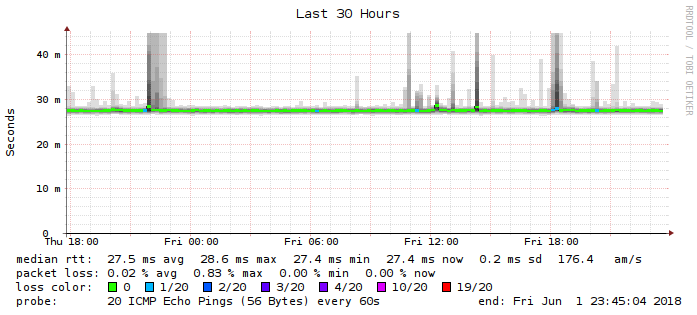 Last 30 Hours
RRDTOOL / TOBI OETIKER
Seconds
40 m
30 m
20 m
10 m
0
Thu 18:00 Fri 00:00 Fri 06:00 Fri 12:00 Fri 18:00
median rtt: 27.5 ms avg 28.6 ms max 27.4 ms min 27.4 ms now 0.2 ms sd 176.4 am/s
packet loss: 0.02 % avg 0.83 % max 0.00 % min 0.00 % now
loss color: 0 1/20 2/20 3/20 4/20 10/20 19/20
probe: 20 ICMP Echo Pings (56 Bytes) every 60s end: Fri Jun 1 23:45:04 2018